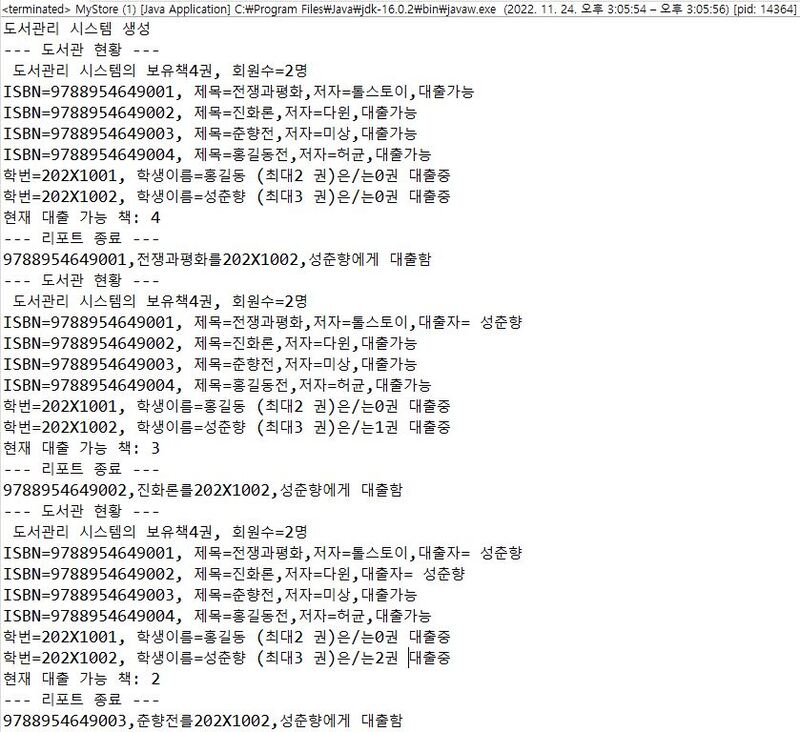 <terminated> MyStore (1) [Java Application] C:₩Program Files₩Java₩jdk-16.0.2₩bin₩javaw.exe  (2022. 11. 24. 오후 3:05:54 – 오후 3:05:56) [pid: 14364]
도서관리 시스템 생성
--- 도서관 현황 ---
 도서관리 시스템의 보유책4권, 회원수=2명
ISBN=9788954649001, 제목=전쟁과평화,저자=톨스토이,대출가능
ISBN=9788954649002, 제목=진화론,저자=다윈,대출가능
ISBN=9788954649003, 제목=준향전,저자=미상,대출가능
ISBN=9788954649004, 제목=홍길동전,저자=허균,대출가능
학번=202X1001, 학생이름=홍길동 (최대2 권)은/는0권 대출중
학번=202X1002, 학생이름=성준향 (최대3 권)은/는0권 대출중
현재 대출 가능 책: 4
--- 리포트 종료 ---
9788954649001,전쟁과평화를202X1002,성준향에게 대출함
--- 도서관 현황 ---
 도서관리 시스템의 보유책4권, 회원수=2명
ISBN=9788954649001, 제목=전쟁과평화,저자=톨스토이,대출자= 성준향
ISBN=9788954649002, 제목=진화론,저자=다윈,대출가능
ISBN=9788954649003, 제목=준향전,저자=미상,대출가능
ISBN=9788954649004, 제목=홍길동전,저자=허균,대출가능
학번=202X1001, 학생이름=홍길동 (최대2 권)은/는0권 대출중
학번=202X1002, 학생이름=성준향 (최대3 권)은/는1권 대출중
현재 대출 가능 책: 3
--- 리포트 종료 ---
9788954649002,진화론를202X1002,성준향에게 대출함
--- 도서관 현황 ---
 도서관리 시스템의 보유책4권, 회원수=2명
ISBN=9788954649001, 제목=전쟁과평화,저자=톨스토이,대출자= 성준향
ISBN=9788954649002, 제목=진화론,저자=다윈,대출자= 성준향
ISBN=9788954649003, 제목=준향전,저자=미상,대출가능
ISBN=9788954649004, 제목=홍길동전,저자=허균,대출가능
학번=202X1001, 학생이름=홍길동 (최대2 권)은/는0권 대출중
학번=202X1002, 학생이름=성준향 (최대3 권)은/는2권 대출중
현재 대출 가능 책: 2
--- 리포트 종료 ---
9788954649003,준향전를202X1002,성준향에게 대출함